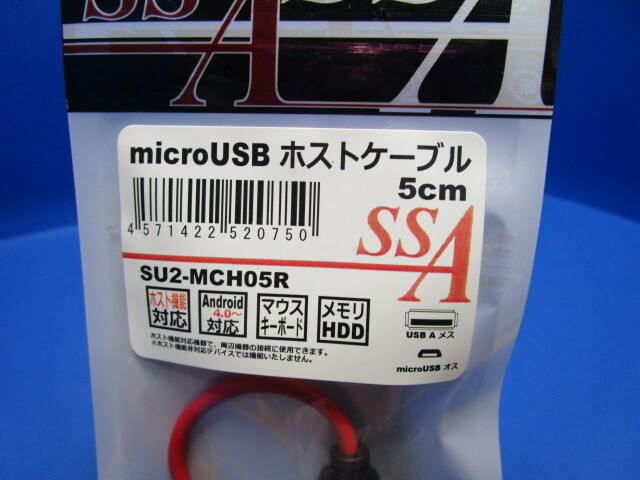 SSA
microUSB ホストケーブル
5cm
4571422520750
SSA
SU2-MCH05R
ホスト機能
対応
Android
4.0～
対応
マウス
キーボード
メモリ
HDD
USB A メス
microUSB オス
ホスト機能対応機器で、周辺機器の接続に使用できます。
※ホスト機能非対応デバイスでは機能いたしません。